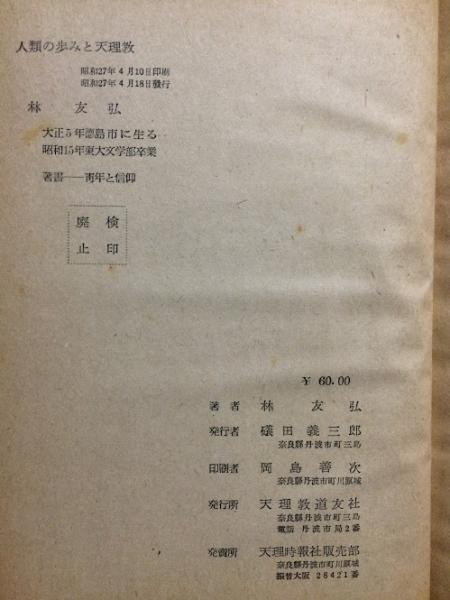 人類の歩みと天理教
昭和27年4月10日印刷
昭和27年4月18日發行
林 友弘
大正5年徳島市に生る
昭和15年東大文学部卒業
著書――靑年と信仰
廃 検
止 印
¥ 60.00
著者 林 友弘
発行者 礒田義三郎
奈良縣丹波市町三島
印刷者 岡島善次
奈良縣丹波市町川原城
発行所 天理敎道友社
奈良縣丹波市町三島
電話 丹波市局2番
発賣所 天理時報社販売部
奈良縣丹波市町川原城
振替大阪 28421番